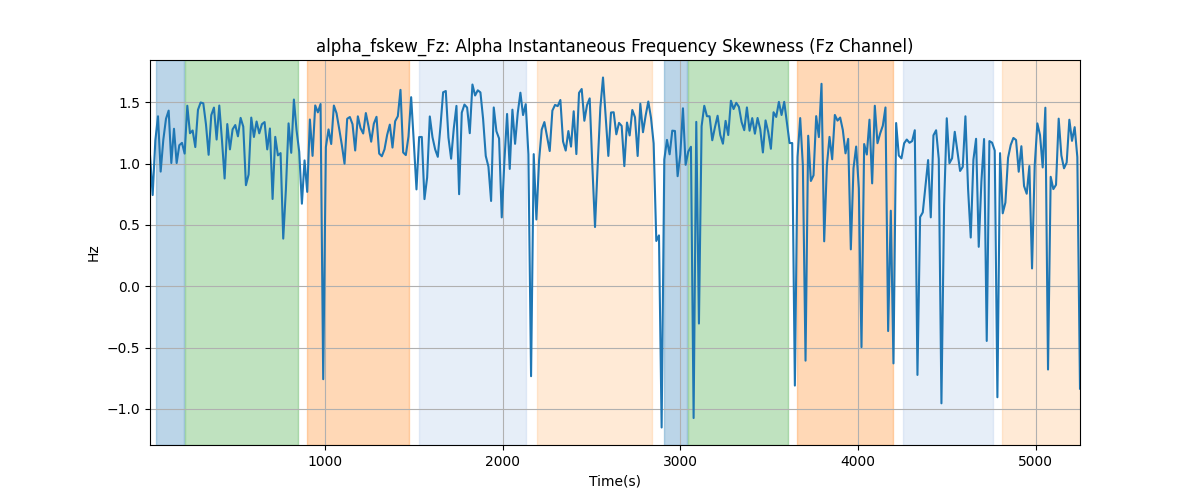 alpha_fskew_Fz: Alpha Instantaneous Frequency Skewness (Fz Channel)
1.5
1.0
0.5
0.0
−0.5
−1.0
Hz
1000 2000 3000 4000 5000
Time(s)